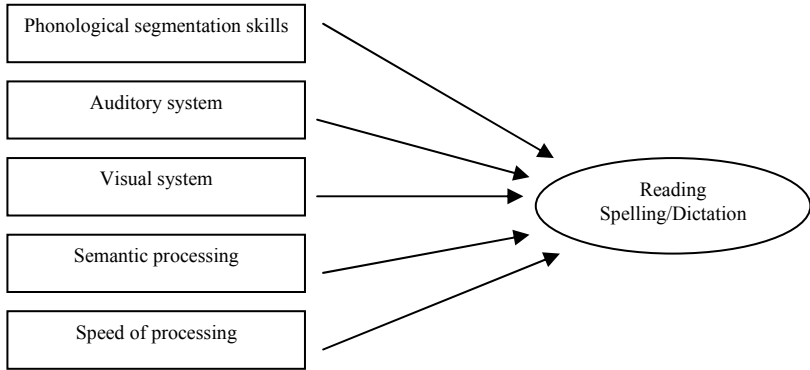 Phonological segmentation skills
Auditory system
Visual system
Semantic processing
Speed of processing
Reading
Spelling/Dictation